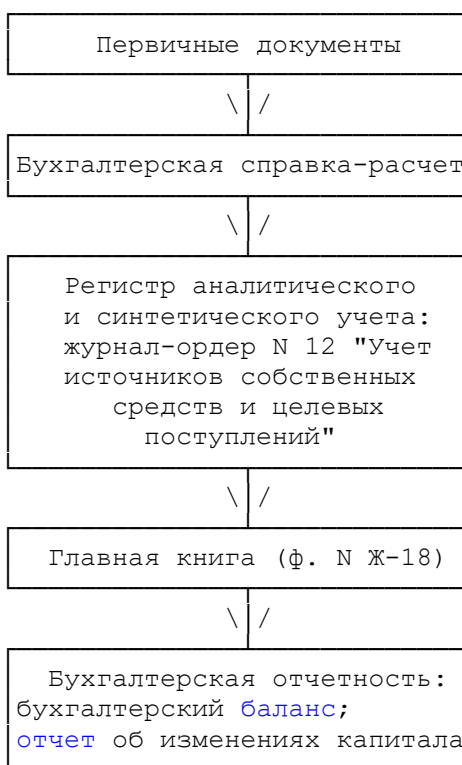 Первичные документы
Бухгалтерская справка-расчет
Регистр аналитического
и синтетического учета:
журнал-ордер N 12 "Учет
источников собственных
средств и целевых
поступлений"
Главная книга (ф. N Ж-18)
Бухгалтерская отчетность:
бухгалтерский баланс;
отчет об изменениях капитала